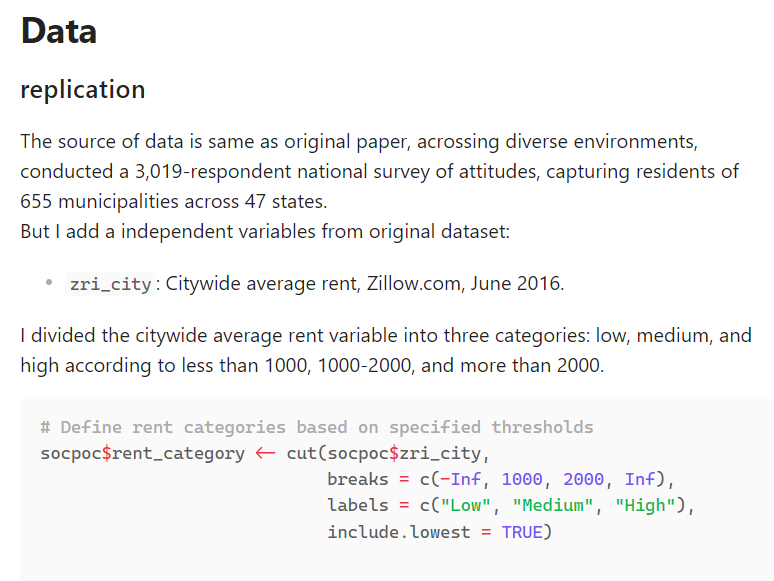 Data
replication
The source of data is same as original paper, acrossing diverse environments,
conducted a 3,019-respondent national survey of attitudes, capturing residents of
655 municipalities across 47 states.
But I add a independent variables from original dataset:
• zri_city: Citywide average rent, Zillow.com, June 2016.
I divided the citywide average rent variable into three categories: low, medium, and
high according to less than 1000, 1000-2000, and more than 2000.
# Define rent categories based on specified thresholds
socpoc$rent_category <- cut(socpoc$zri_city,
breaks = c(-Inf, 1000, 2000, Inf),
labels = c("Low", "Medium", "High"),
include.lowest = TRUE)